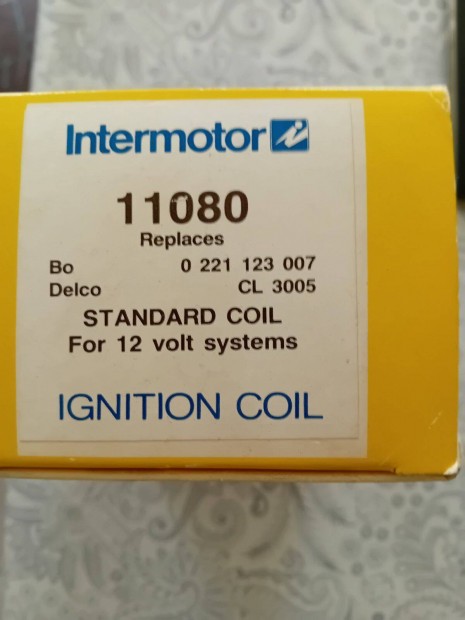 Intermotor
11080
Replaces
Bo 0 221 123 007
Delco CL 3005
STANDARD COIL
For 12 volt systems
IGNITION COIL